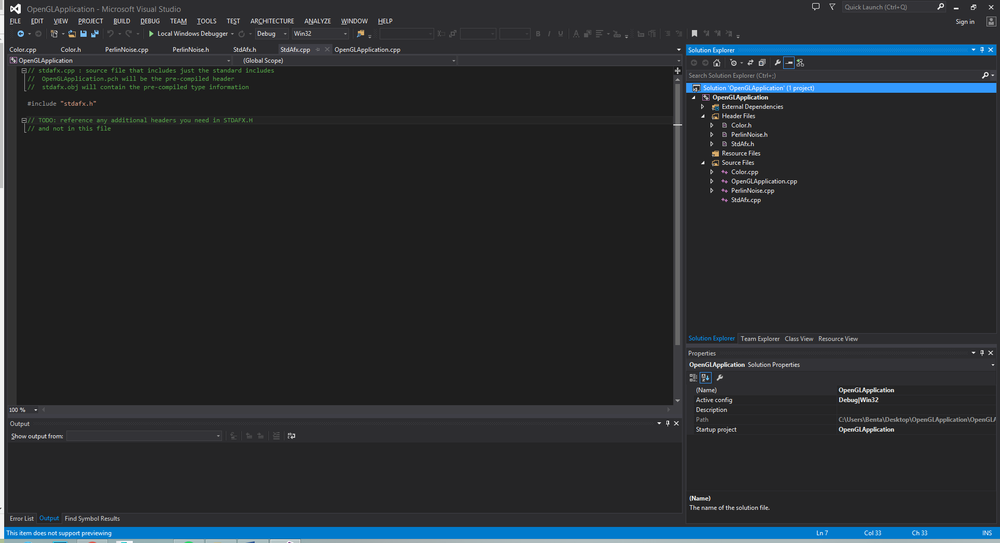 OpenGLApplication - Microsoft Visual Studio
Quick Launch (Ctrl+Q)
FILE EDIT VIEW PROJECT BUILD DEBUG TEAM TOOLS TEST ARCHITECTURE ANALYZE WINDOW HELP
Sign in
Local Windows Debugger Debug Win32
B I U A
Color.cpp Color.h PerlinNoise.cpp PerlinNoise.h StdAfx.h StdAfx.cpp OpenGLApplication.cpp
OpenGLApplication (Global Scope)
// stdafx.cpp : source file that includes just the standard includes
//  OpenGLApplication.pch will be the pre-compiled header
//  stdafx.obj will contain the pre-compiled type information
#include "stdafx.h"
// TODO: reference any additional headers you need in STDAFX.H
// and not in this file
100 %
Output
Show output from:
Error List Output Find Symbol Results
Solution Explorer
Search Solution Explorer (Ctrl+;)
Solution 'OpenGLApplication' (1 project)
OpenGLApplication
External Dependencies
Header Files
Color.h
PerlinNoise.h
StdAfx.h
Resource Files
Source Files
Color.cpp
OpenGLApplication.cpp
PerlinNoise.cpp
StdAfx.cpp
Solution Explorer Team Explorer Class View Resource View
Properties
OpenGLApplication Solution Properties
(Name) OpenGLApplication
Active config Debug|Win32
Description
Path C:\Users\Benta\Desktop\OpenGLApplication\OpenGLA
Startup project OpenGLApplication
(Name)
The name of the solution file.
This item does not support previewing Ln 7 Col 33 Ch 33 INS